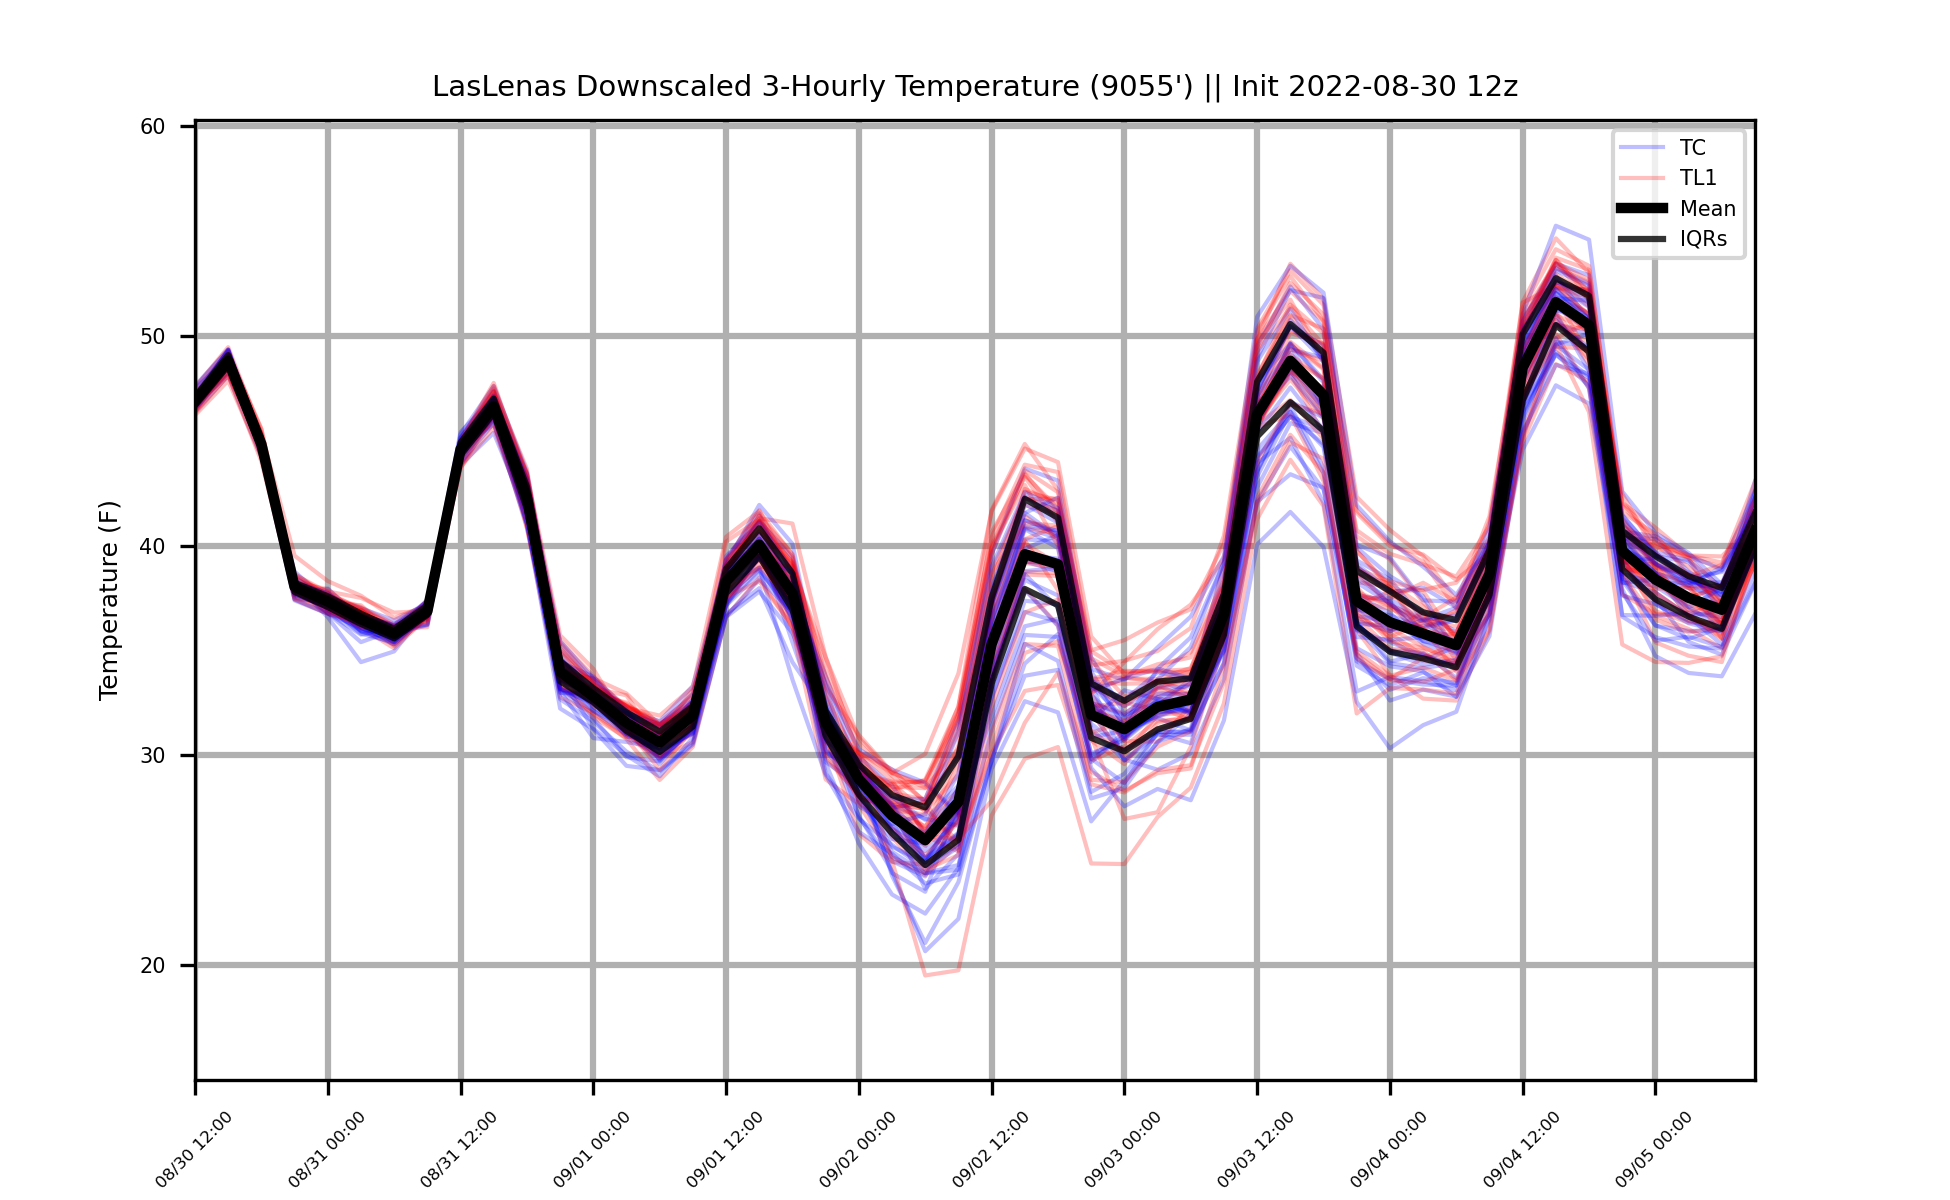 LasLenas Downscaled 3-Hourly Temperature (9055') || Init 2022-08-30 12z
60
50
40
30
20
Temperature (F)
TC
TL1
Mean
IQRs
08/30 12:00
08/31 00:00
08/31 12:00
09/01 00:00
09/01 12:00
09/02 00:00
09/02 12:00
09/03 00:00
09/03 12:00
09/04 00:00
09/04 12:00
09/05 00:00